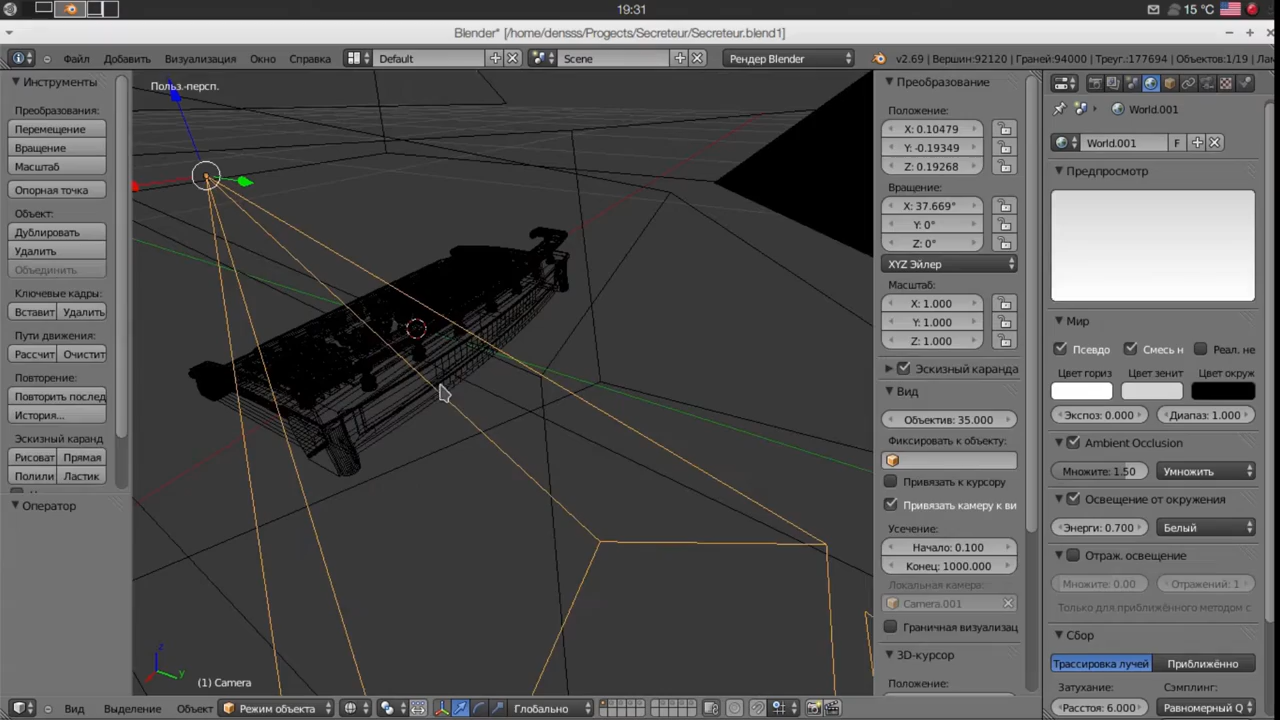 19:31
15 °C
Blender* [/home/densss/Progects/Secreteur/Secreteur.blend1]
Файл
Добавить
Визуализация
Окно
Справка
Default
Scene
Рендер Blender
v2.69 | Вершин:92120 | Граней:94000 | Треуг.:177694 | Объектов:1/19 | Лам
Инструменты
Преобразования:
Перемещение
Вращение
Масштаб
Опорная точка
Объект:
Дублировать
Удалить
Объединить
Ключевые кадры:
Вставит
Удалить
Пути движения:
Рассчит
Очистит
Повторение:
Повторить послед
История...
Эскизный каранд
Рисоват
Прямая
Полили
Ластик
Оператор
Польз.-персп.
(1) Camera
Преобразование
Положение:
X: 0.10479
Y: -0.19349
Z: 0.19268
Вращение:
X: 37.669°
Y: 0°
Z: 0°
XYZ Эйлер
Масштаб:
X: 1.000
Y: 1.000
Z: 1.000
Эскизный каранда
Вид
Объектив: 35.000
Фиксировать к объекту:
Привязать к курсору
Привязать камеру к ви
Усечение:
Начало: 0.100
Конец: 1000.000
Локальная камера:
Camera.001
Граничная визуализац
3D-курсор
Положение:
World.001
World.001
F
Предпросмотр
Мир
Псевдо
Смесь н
Реал. не
Цвет гориз
Цвет зенит
Цвет окруж
Экспоз: 0.000
Диапаз: 1.000
Ambient Occlusion
Множите: 1.50
Умножить
Освещение от окружения
Энерги: 0.700
Белый
Отраж. освещение
Множите: 0.00
Отражений: 1
Только для приближённого методом с
Сбор
Трассировка лучей
Приближённо
Затухание:
Сэмплинг:
Расстоя: 6.000
Равномерный Q
Вид
Выделение
Объект
Режим объекта
Глобально
z
y